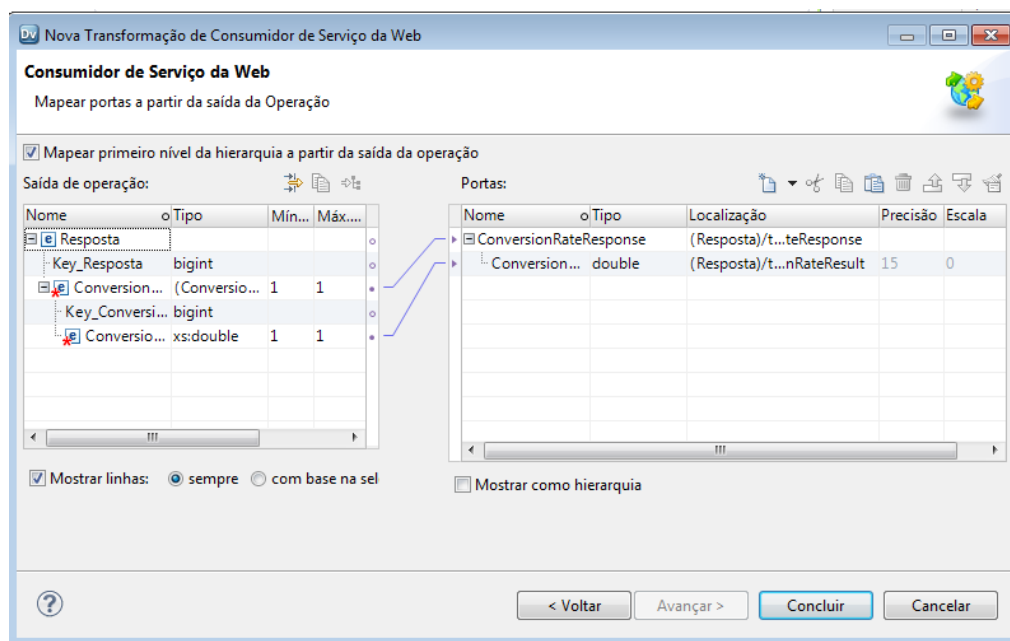 Dv Nova Transformação de Consumidor de Serviço da Web
Consumidor de Serviço da Web
Mapear portas a partir da saída da Operação
Mapear primeiro nível da hierarquia a partir da saída da operação
Saída de operação:
Nome Tipo Mín... Máx....
e Resposta
Key_Resposta bigint
e Conversion... (Conversio... 1 1
Key_Conversi... bigint
e Conversio... xs:double 1 1
Mostrar linhas: sempre com base na sel
Portas:
Nome Tipo Localização Precisão Escala
ConversionRateResponse (Resposta)/t...teResponse
Conversion... double (Resposta)/t...nRateResult 15 0
Mostrar como hierarquia
? < Voltar Avançar > Concluir Cancelar